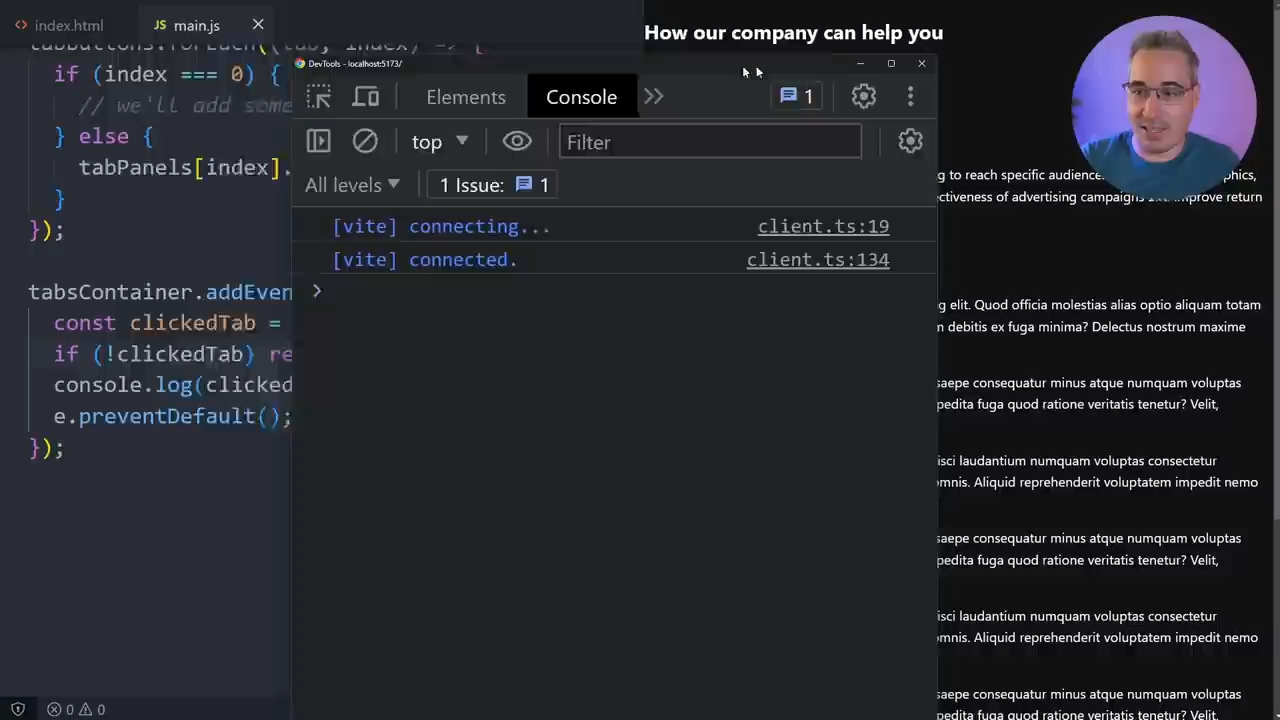 index.html
JS main.js
How our company can help you
tabButtons.forEach((tab, index) => {
if (index === 0) {
// we'll add some
} else {
tabPanels[index].
}
});
tabsContainer.addEven
const clickedTab =
if (!clickedTab) re
console.log(clicked
e.preventDefault();
});
0 0
DevTools - localhost:5173/
Elements
Console
1
top
Filter
All levels
1 Issue: 1
[vite] connecting... client.ts:19
[vite] connected. client.ts:134
g to reach specific audience
phics,
ectiveness of advertising campaigns
improve return
g elit. Quod officia molestias alias optio aliquam totam
m debitis ex fuga minima? Delectus nostrum maxime
saepe consequatur minus atque numquam voluptas
pedita fuga quod ratione veritatis tenetur? Velit,
isci laudantium numquam voluptas consectetur
omnis. Aliquid reprehenderit voluptatem impedit nemo
saepe consequatur minus atque numquam voluptas
pedita fuga quod ratione veritatis tenetur? Velit,
isci laudantium numquam voluptas consectetur
omnis. Aliquid reprehenderit voluptatem impedit nemo
saepe consequatur minus atque numquam voluptas
pedita fuga quod ratione veritatis tenetur? Velit,